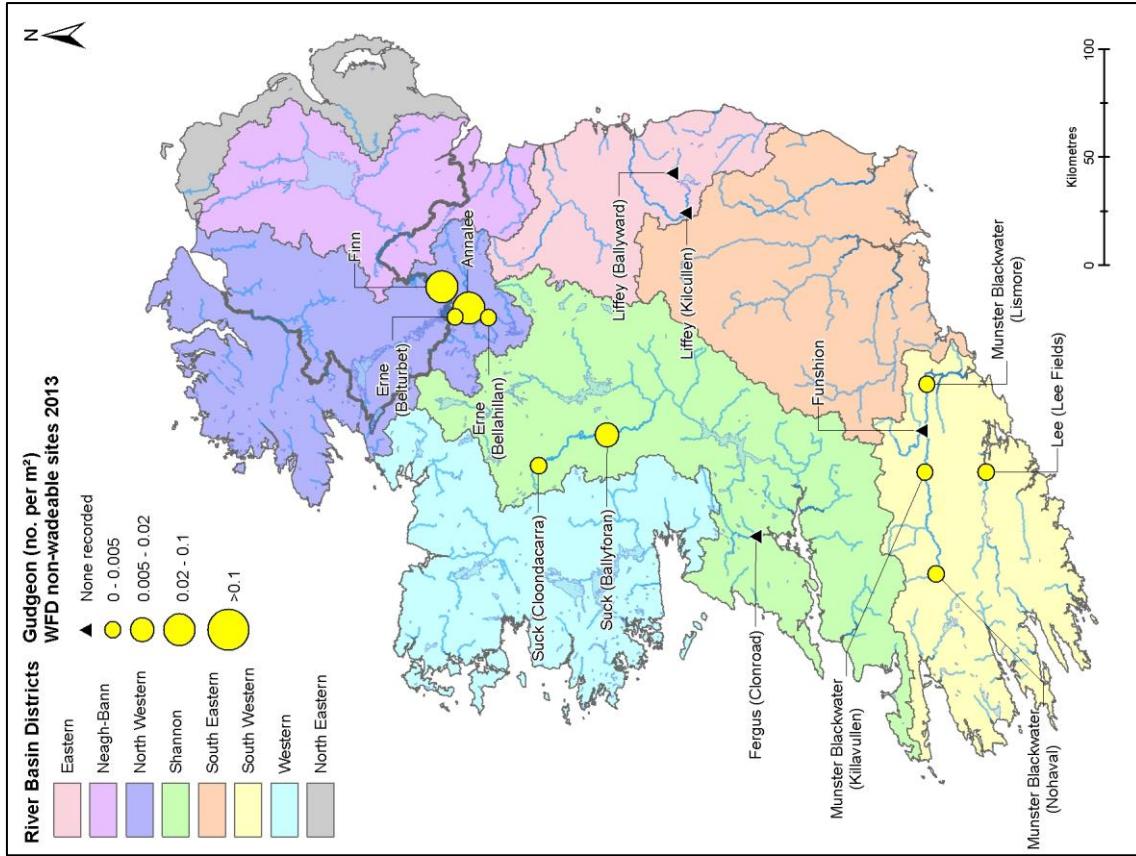 River Basin Districts
Eastern
Neagh-Bann
North Western
Shannon
South Eastern
South Western
Western
North Eastern
Gudgeon (no. per m²)
WFD non-wadeable sites 2013
None recorded
0 - 0.005
0.005 - 0.02
0.02 - 0.1
>0.1
N
Finn
Annalee
Erne
(Belturbet)
Erne
(Bellahillan)
Suck (Cloondacarra)
Suck (Ballyforan)
Liffey (Ballyward)
Liffey (Kilcullen)
Fergus (Clonroad)
Funshion
Munster Blackwater
(Killavullen)
Munster Blackwater
(Nohaval)
Munster Blackwater
(Lismore)
Lee (Lee Fields)
0 50 100
Kilometres